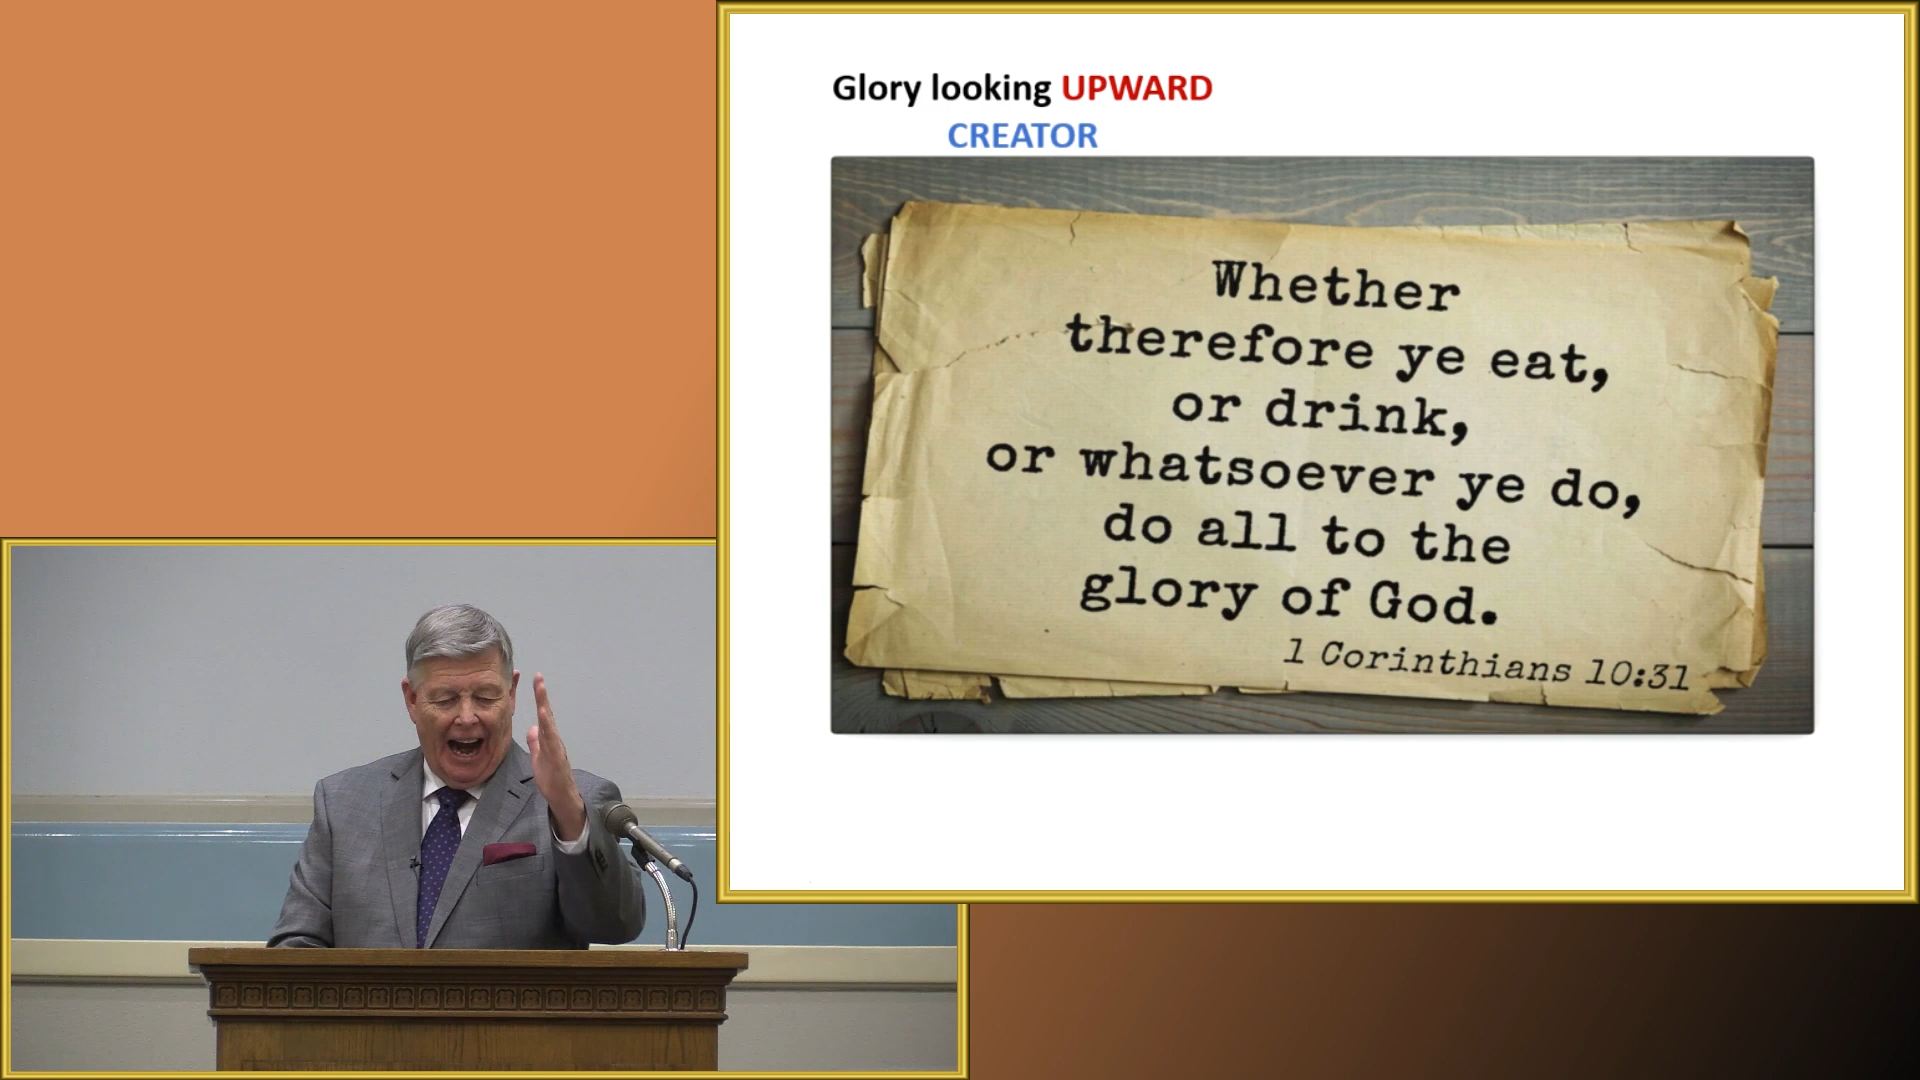 Glory looking UPWARD
CREATOR
Whether
therefore ye eat,
or drink,
or whatsoever ye do,
do all to the
glory of God.
1 Corinthians 10:31